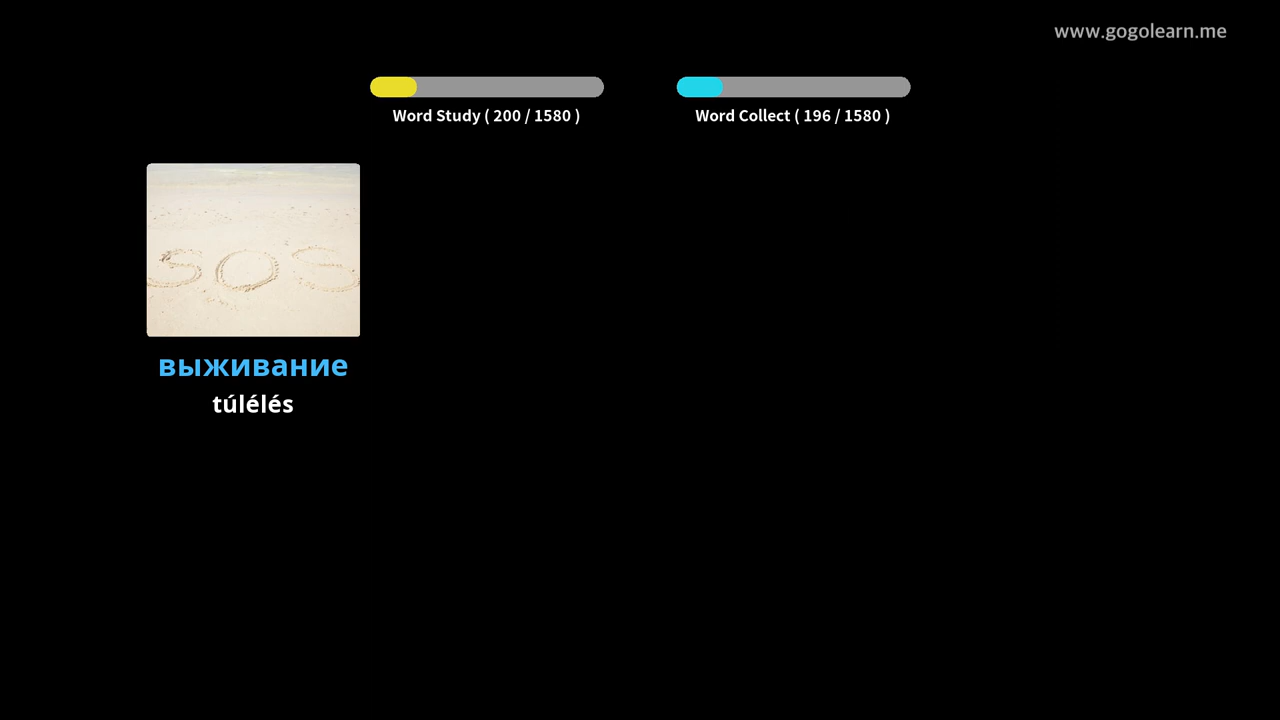 www.gogolearn.me
Word Study ( 200 / 1580 )
Word Collect ( 196 / 1580 )
SOS
выживание
túlélés